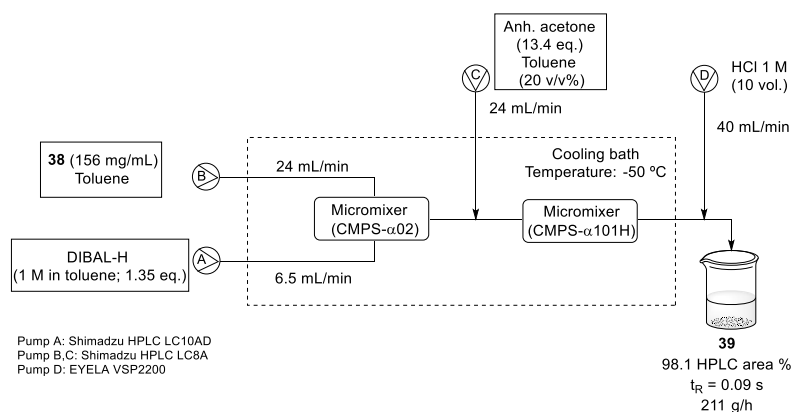 Anh. acetone
(13.4 eq.)
Toluene
(20 v/v%)
C
24 mL/min
D
HCl 1 M
(10 vol.)
40 mL/min
38 (156 mg/mL)
Toluene
B
24 mL/min
Cooling bath
Temperature: -50 ºC
Micromixer
(CMPS-α02)
Micromixer
(CMPS-α101H)
DIBAL-H
(1 M in toluene; 1.35 eq.)
A
6.5 mL/min
Pump A: Shimadzu HPLC LC10AD
Pump B,C: Shimadzu HPLC LC8A
Pump D: EYELA VSP2200
39
98.1 HPLC area %
tR = 0.09 s
211 g/h